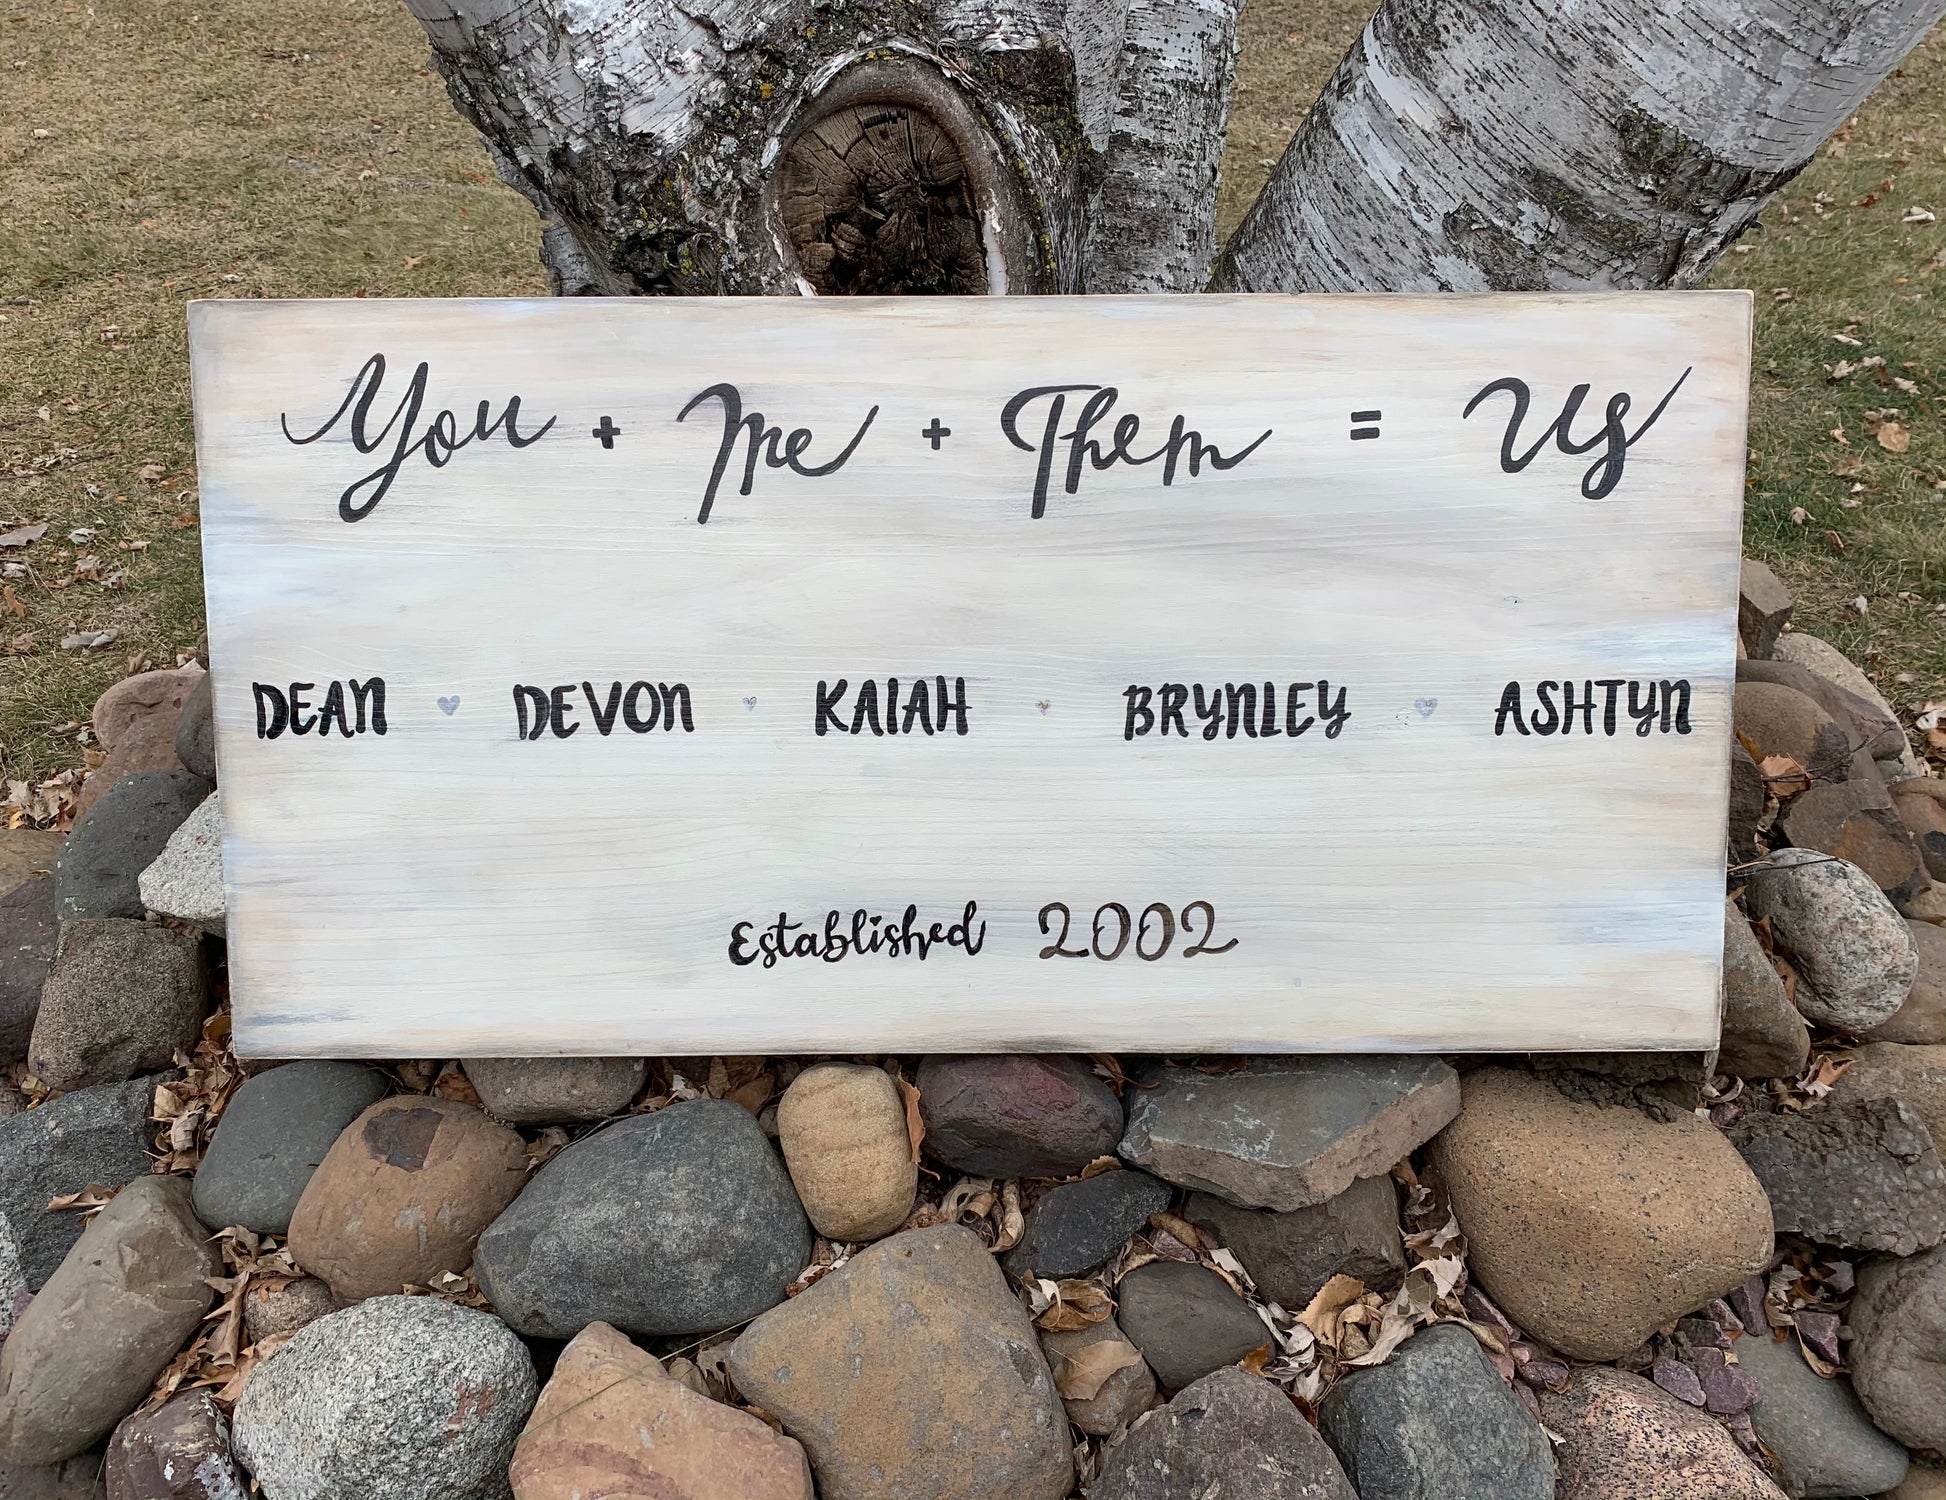 You + Me + Them = Us
DEAN DEVON KAIAH BRYNLEY ASHTYN
Established 2002